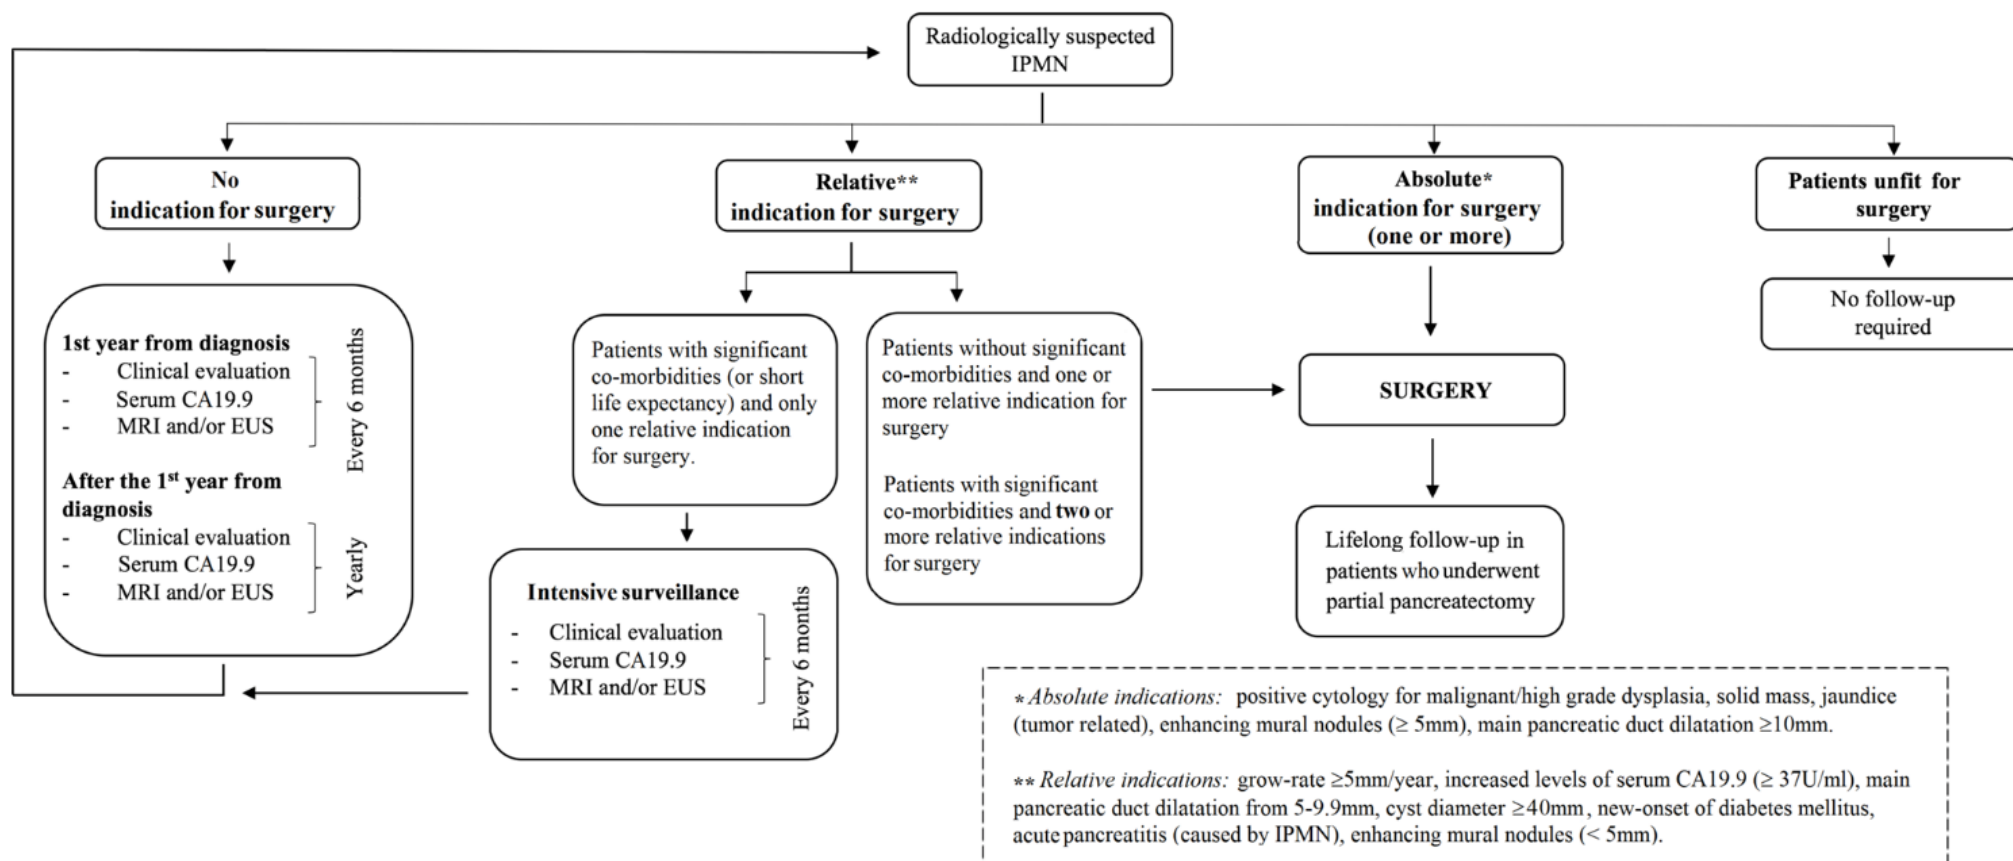 Radiologically suspected
IPMN
No
indication for surgery
Relative**
indication for surgery
Absolute*
indication for surgery
(one or more)
Patients unfit for
surgery
1st year from diagnosis
- Clinical evaluation
- Serum CA19.9
- MRI and/or EUS
Every 6 months
After the 1st year from
diagnosis
- Clinical evaluation
- Serum CA19.9
- MRI and/or EUS
Yearly
Patients with significant
co-morbidities (or short
life expectancy) and only
one relative indication
for surgery.
Patients without significant
co-morbidities and one or
more relative indication for
surgery
Patients with significant
co-morbidities and two or
more relative indications
for surgery
Intensive surveillance
- Clinical evaluation
- Serum CA19.9
- MRI and/or EUS
Every 6 months
SURGERY
Lifelong follow-up in
patients who underwent
partial pancreatectomy
No follow-up
required
* Absolute indications: positive cytology for malignant/high grade dysplasia, solid mass, jaundice
(tumor related), enhancing mural nodules (≥ 5mm), main pancreatic duct dilatation ≥10mm.
** Relative indications: grow-rate ≥5mm/year, increased levels of serum CA19.9 (≥ 37U/ml), main
pancreatic duct dilatation from 5-9.9mm, cyst diameter ≥40mm, new-onset of diabetes mellitus,
acute pancreatitis (caused by IPMN), enhancing mural nodules (< 5mm).